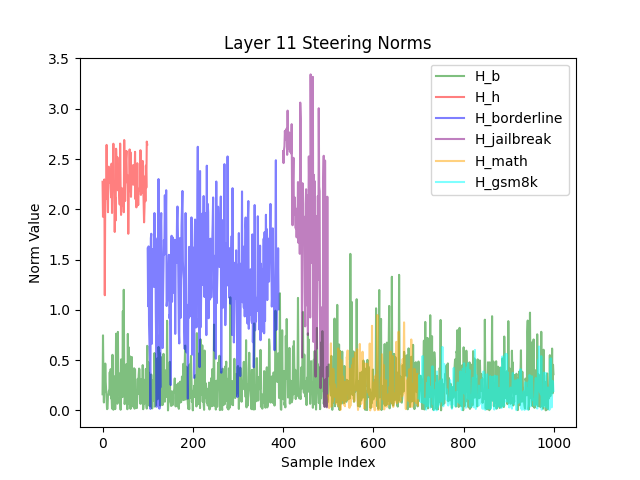 Layer 11 Steering Norms
H_b
H_h
H_borderline
H_jailbreak
H_math
H_gsm8k
Norm Value
3.5
3.0
2.5
2.0
1.5
1.0
0.5
0.0
0 200 400 600 800 1000
Sample Index